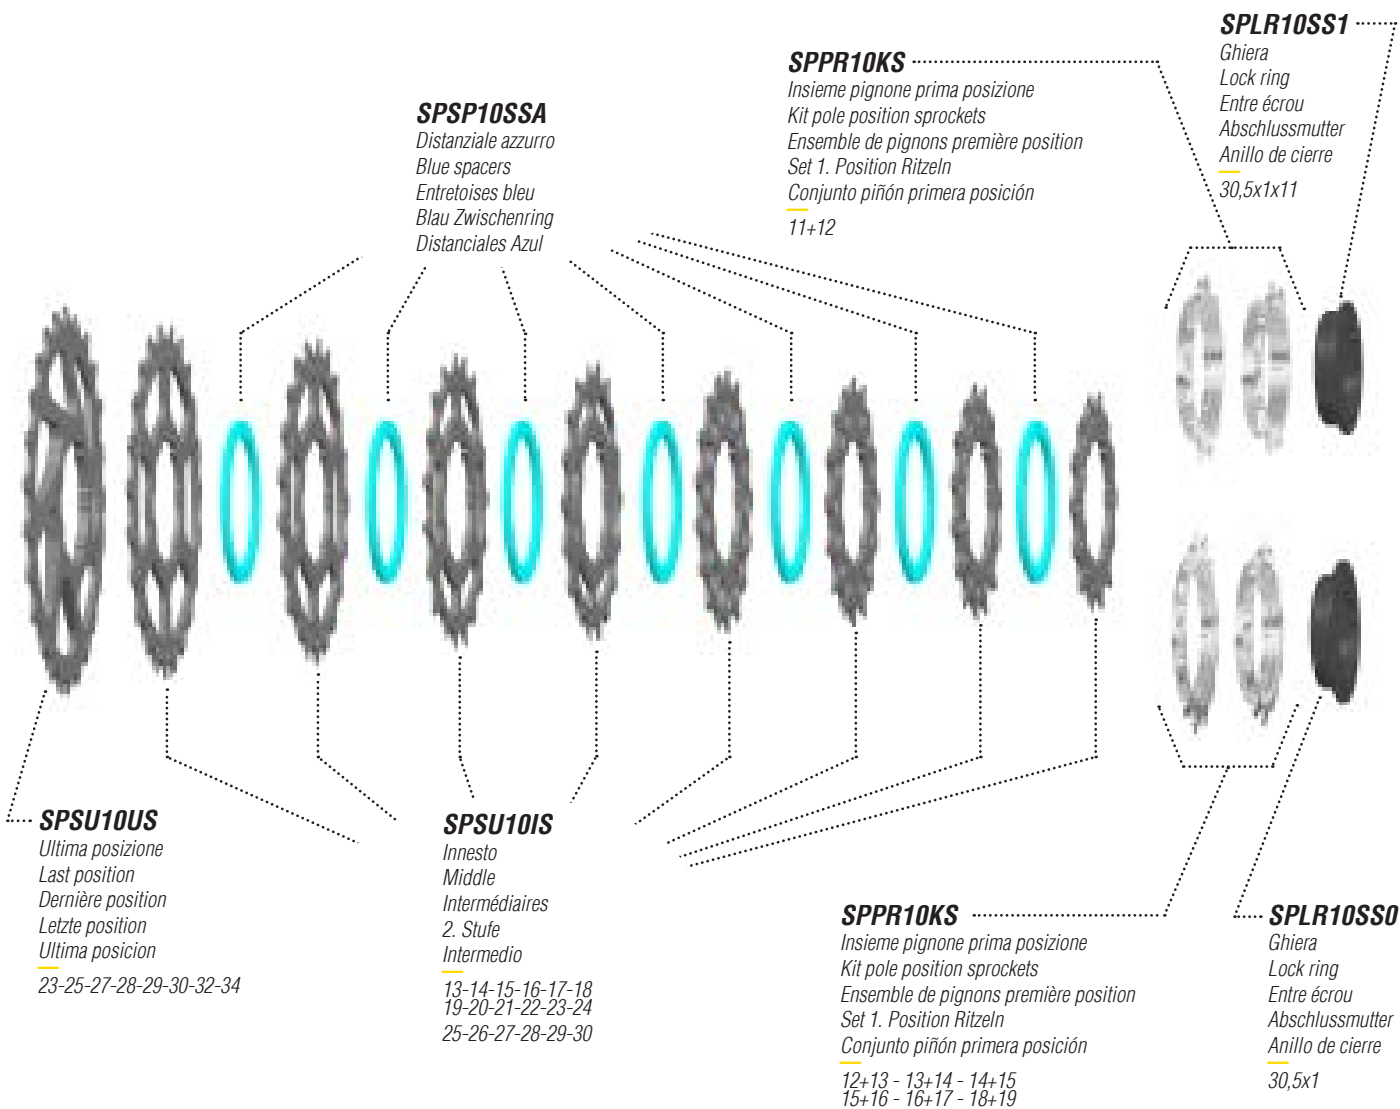 SPLR10SS1
Ghiera
Lock ring
Entre écrou
Abschlussmutter
Anillo de cierre
30,5x1x11
SPPR10KS
Insieme pignone prima posizione
Kit pole position sprockets
Ensemble de pignons première position
Set 1. Position Ritzeln
Conjunto piñón primera posición
11+12
SPSP10SSA
Distanziale azzurro
Blue spacers
Entretoises bleu
Blau Zwischenring
Distanciales Azul
SPSU10US
Ultima posizione
Last position
Dernière position
Letzte position
Ultima posicion
23-25-27-28-29-30-32-34
SPSU10IS
Innesto
Middle
Intermédiaires
2. Stufe
Intermedio
13-14-15-16-17-18
19-20-21-22-23-24
25-26-27-28-29-30
SPPR10KS
Insieme pignone prima posizione
Kit pole position sprockets
Ensemble de pignons première position
Set 1. Position Ritzeln
Conjunto piñón primera posición
12+13 - 13+14 - 14+15
15+16 - 16+17 - 18+19
SPLR10SS0
Ghiera
Lock ring
Entre écrou
Abschlussmutter
Anillo de cierre
30,5x1